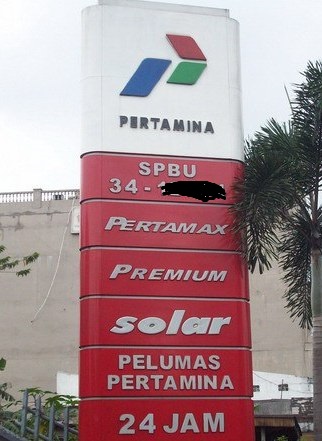 PERTAMINA
SPBU
34-
PERTAMAX
PREMIUM
solar
PELUMAS
PERTAMINA
24 JAM